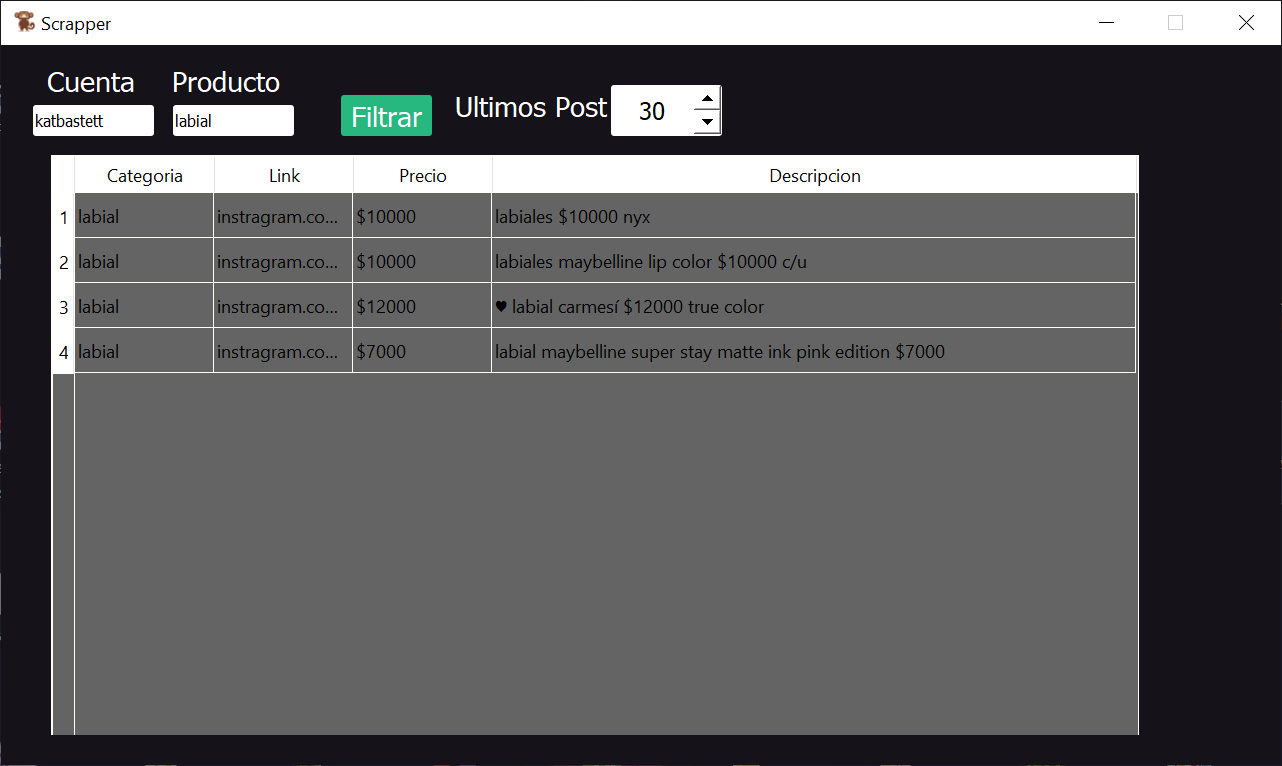 Scrapper
Cuenta Producto
katbastett labial Filtrar Ultimos Post 30
Categoria Link Precio Descripcion
1 labial instragram.co... $10000 labiales $10000 nyx
2 labial instragram.co... $10000 labiales maybelline lip color $10000 c/u
3 labial instragram.co... $12000 ♥ labial carmesí $12000 true color
4 labial instragram.co... $7000 labial maybelline super stay matte ink pink edition $7000